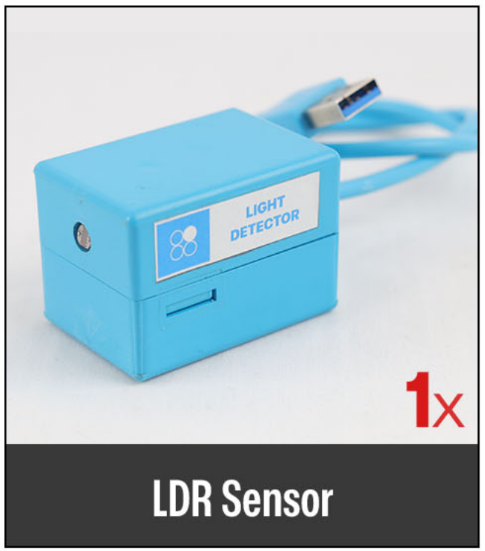 LIGHT
DETECTOR
1x
LDR Sensor